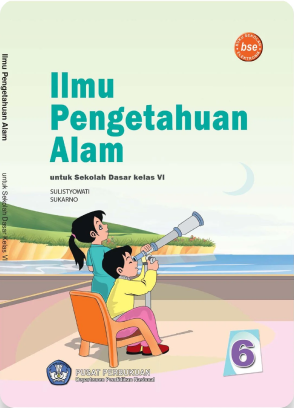 Ilmu Pengetahuan Alam
untuk Sekolah Dasar kelas VI
bse
Ilmu
Pengetahuan
Alam
untuk Sekolah Dasar kelas VI
SULISTYOWATI
SUKARNO
6
PUSAT PERBUKUAN
Departemen Pendidikan Nasional